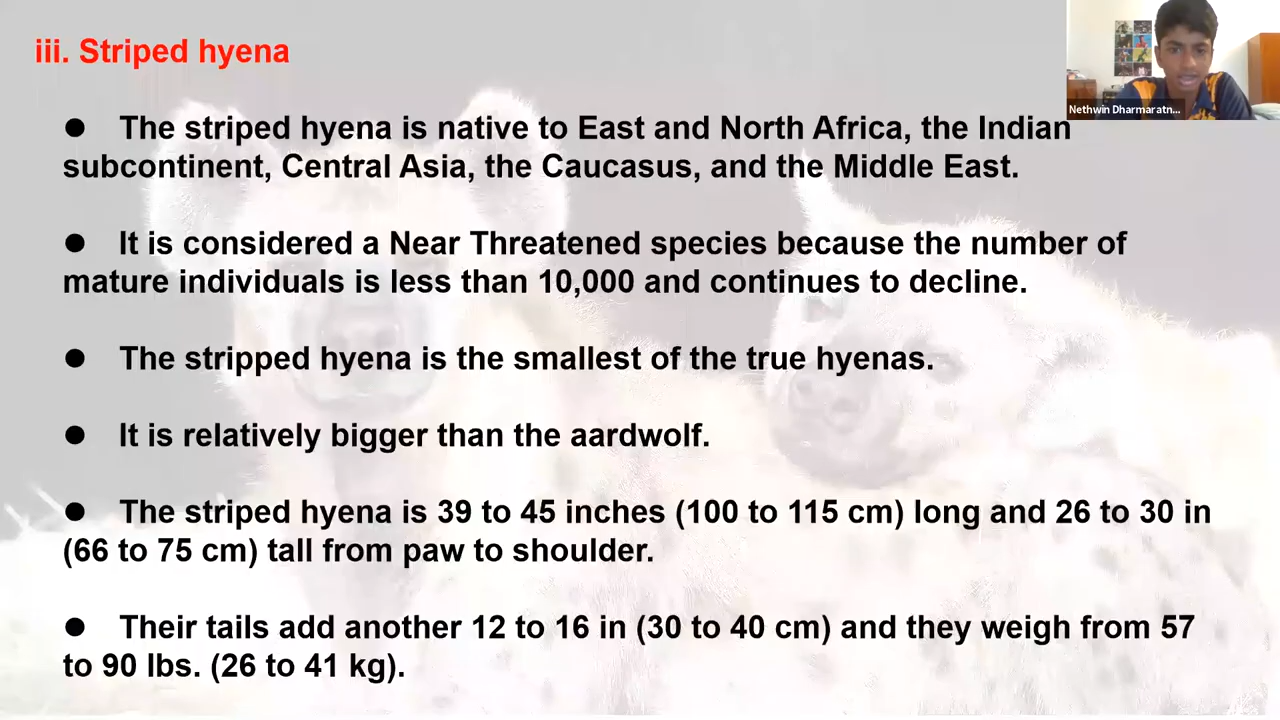 iii. Striped hyena
Nethwin Dharmaratn...
● The striped hyena is native to East and North Africa, the Indian
subcontinent, Central Asia, the Caucasus, and the Middle East.
● It is considered a Near Threatened species because the number of
mature individuals is less than 10,000 and continues to decline.
● The stripped hyena is the smallest of the true hyenas.
● It is relatively bigger than the aardwolf.
● The striped hyena is 39 to 45 inches (100 to 115 cm) long and 26 to 30 in
(66 to 75 cm) tall from paw to shoulder.
● Their tails add another 12 to 16 in (30 to 40 cm) and they weigh from 57
to 90 lbs. (26 to 41 kg).